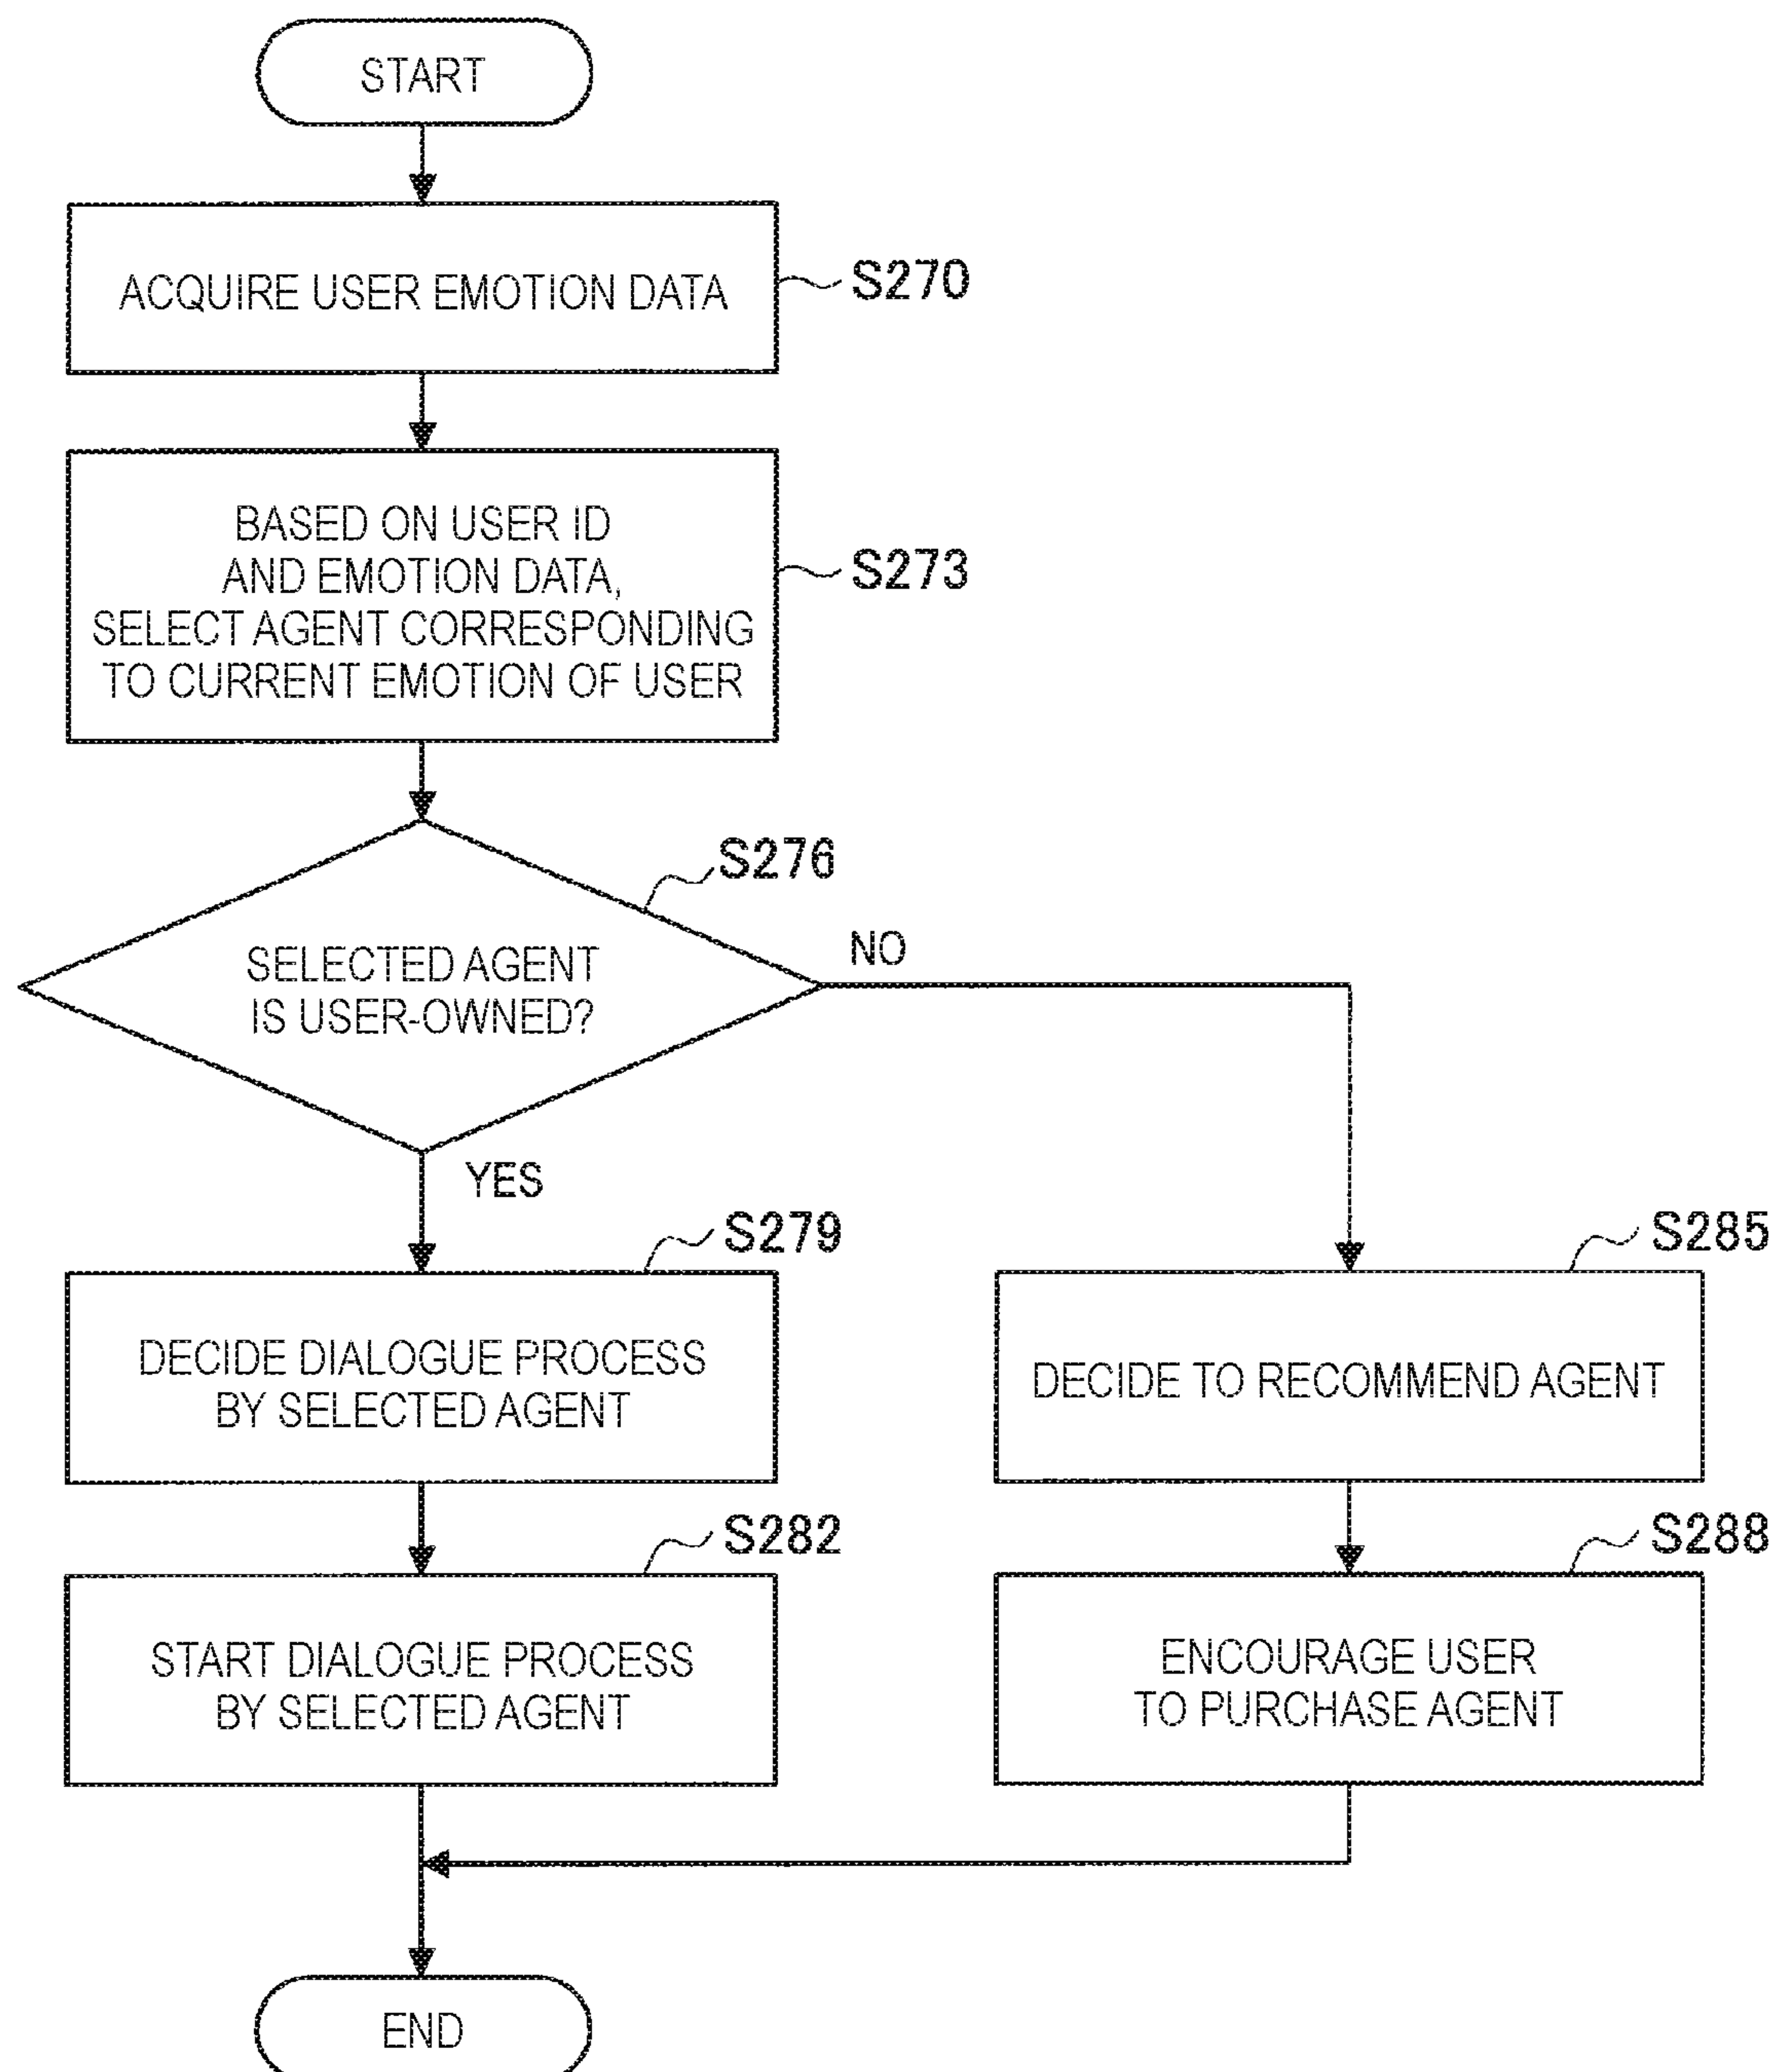 START
ACQUIRE USER EMOTION DATA
S270
BASED ON USER ID
AND EMOTION DATA,
SELECT AGENT CORRESPONDING
TO CURRENT EMOTION OF USER
S273
S276
SELECTED AGENT
IS USER-OWNED?
NO
YES
S279
DECIDE DIALOGUE PROCESS
BY SELECTED AGENT
S285
DECIDE TO RECOMMEND AGENT
S282
START DIALOGUE PROCESS
BY SELECTED AGENT
S288
ENCOURAGE USER
TO PURCHASE AGENT
END